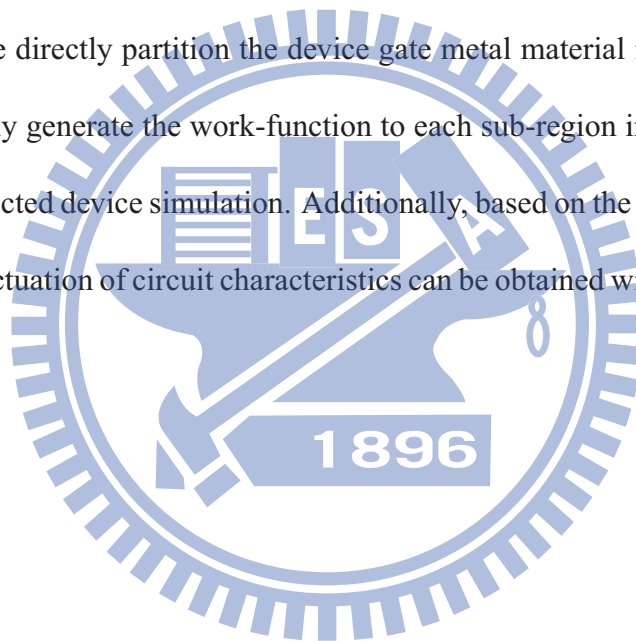 e directly partition the device gate metal material
ly generate the work-function to each sub-region
cted device simulation. Additionally, based on the
ctuation of circuit characteristics can be obtained
E S A
1896